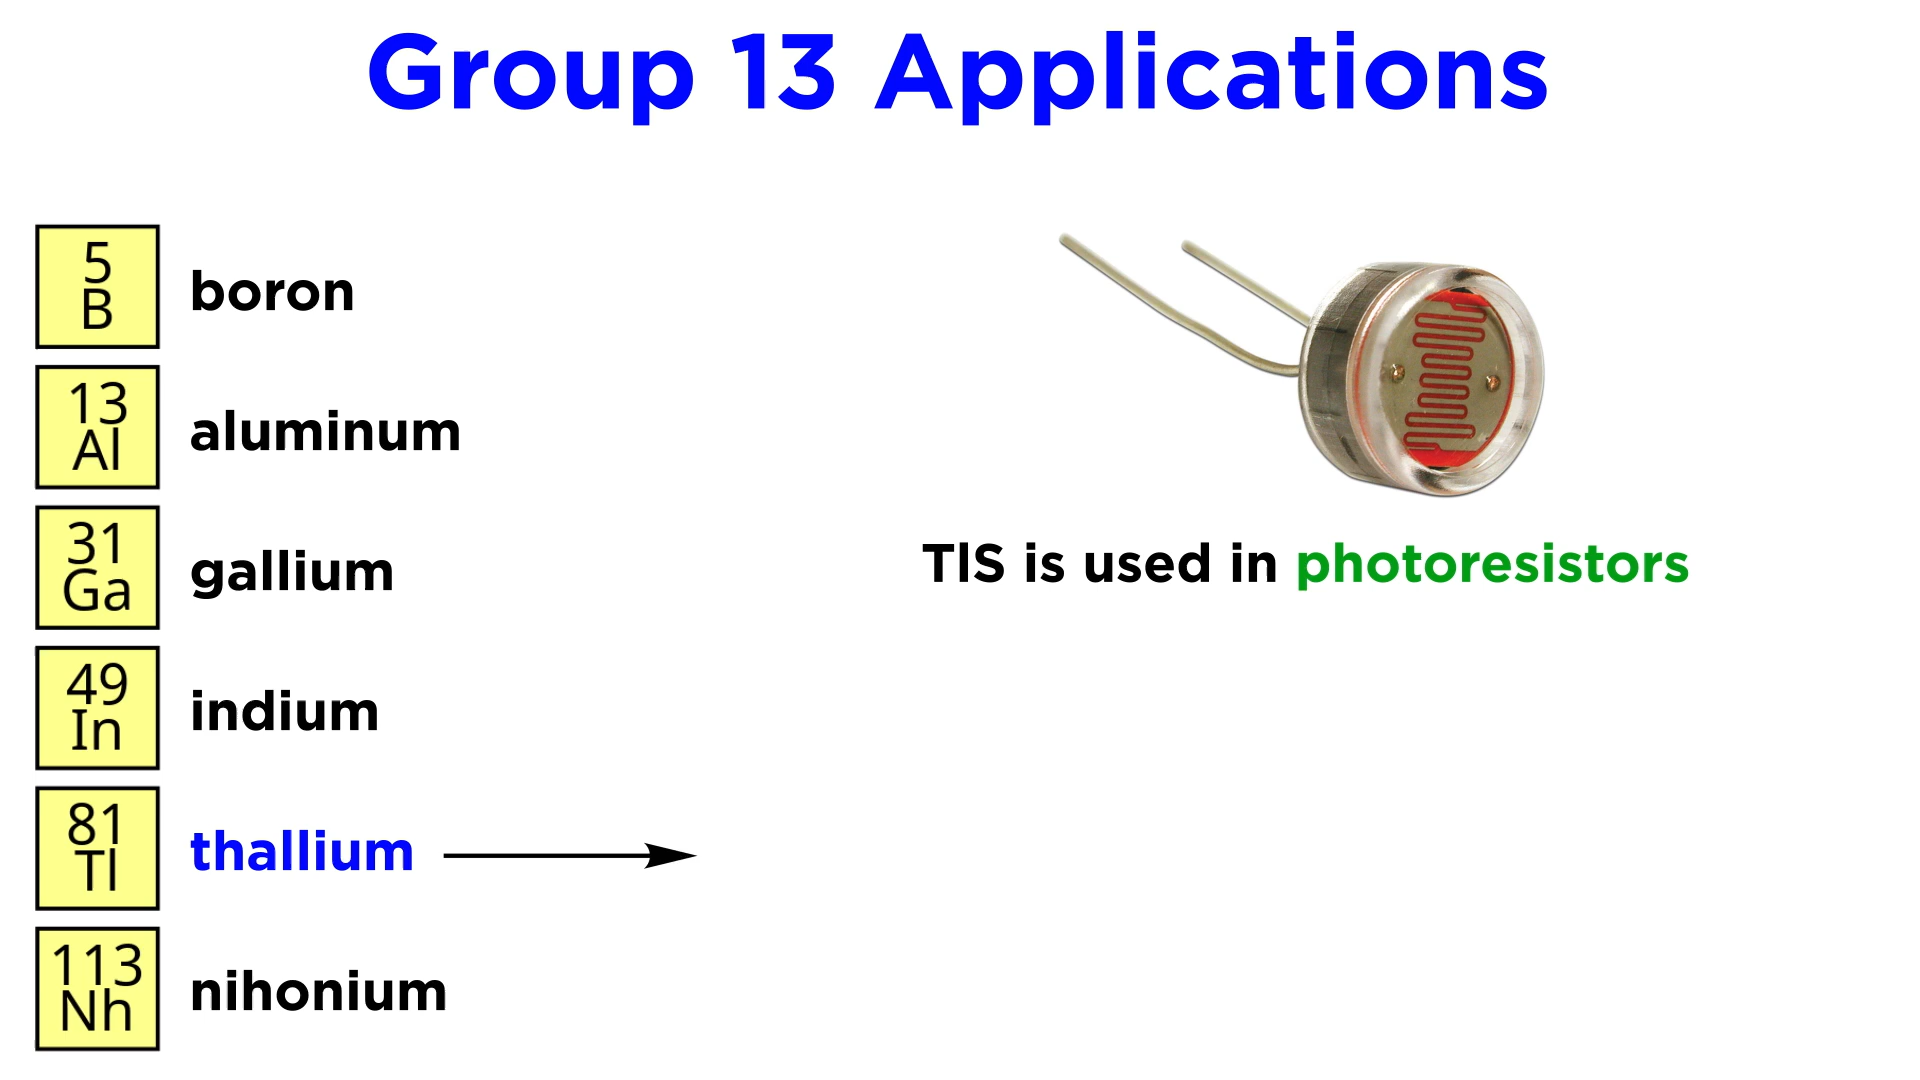 Group 13 Applications
5
B
boron
13
Al
aluminum
31
Ga
gallium
49
In
indium
81
Tl
thallium
113
Nh
nihonium
TlS is used in photoresistors